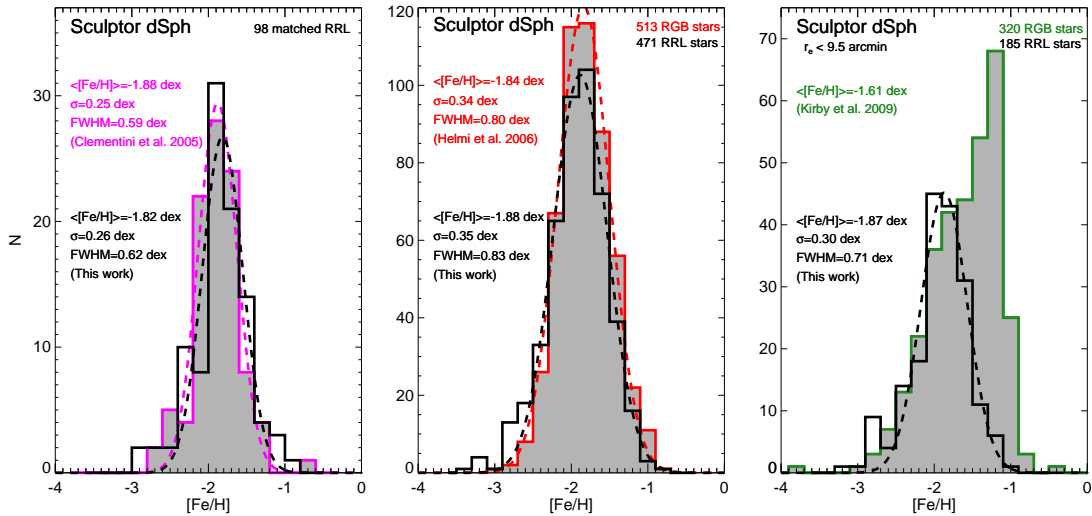 Sculptor dSph
98 matched RRL
<[Fe/H]>=-1.88 dex
σ=0.25 dex
FWHM=0.59 dex
(Clementini et al. 2005)
<[Fe/H]>=-1.82 dex
σ=0.26 dex
FWHM=0.62 dex
(This work)
N
30
20
10
0
-4 -3 -2 -1 0
[Fe/H]
Sculptor dSph
513 RGB stars
471 RRL stars
<[Fe/H]>=-1.84 dex
σ=0.34 dex
FWHM=0.80 dex
(Helmi et al. 2006)
<[Fe/H]>=-1.88 dex
σ=0.35 dex
FWHM=0.83 dex
(This work)
120
100
80
60
40
20
0
-4 -3 -2 -1 0
[Fe/H]
Sculptor dSph
320 RGB stars
185 RRL stars
re < 9.5 arcmin
<[Fe/H]>=-1.61 dex
(Kirby et al. 2009)
<[Fe/H]>=-1.87 dex
σ=0.30 dex
FWHM=0.71 dex
(This work)
70
60
50
40
30
20
10
0
-4 -3 -2 -1 0
[Fe/H]